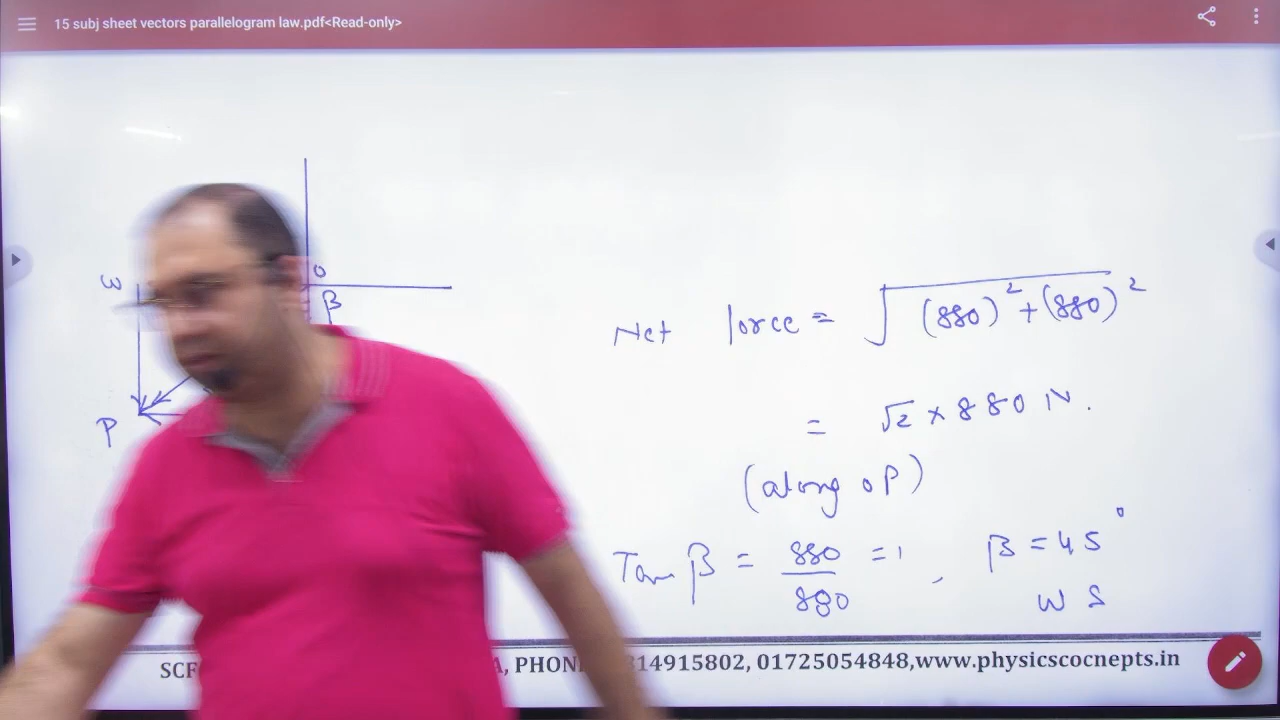 15 subj sheet vectors parallelogram law.pdf<Read-only>
W
O
β
P
Net force = √(880)² + (880)²
= √2 × 880 N.
(along OP)
Tan β = 880/880 = 1, β = 45°
W S
SCF
A, PHON 814915802, 01725054848,www.physicscocnepts.in